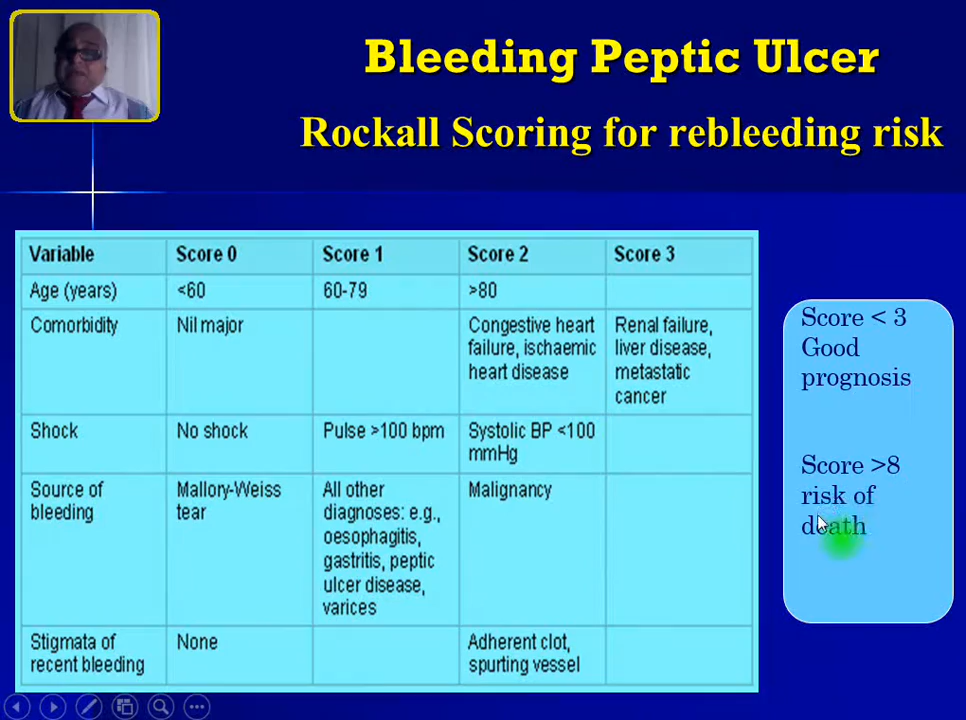 Bleeding Peptic Ulcer
Rockall Scoring for rebleeding risk
Variable Score 0 Score 1 Score 2 Score 3
Age (years) <60 60-79 >80
Comorbidity Nil major Congestive heart failure, ischaemic heart disease Renal failure, liver disease, metastatic cancer
Shock No shock Pulse >100 bpm Systolic BP <100 mmHg
Source of bleeding Mallory-Weiss tear All other diagnoses: e.g., oesophagitis, gastritis, peptic ulcer disease, varices Malignancy
Stigmata of recent bleeding None Adherent clot, spurting vessel
Score < 3
Good
prognosis
Score >8
risk of
death